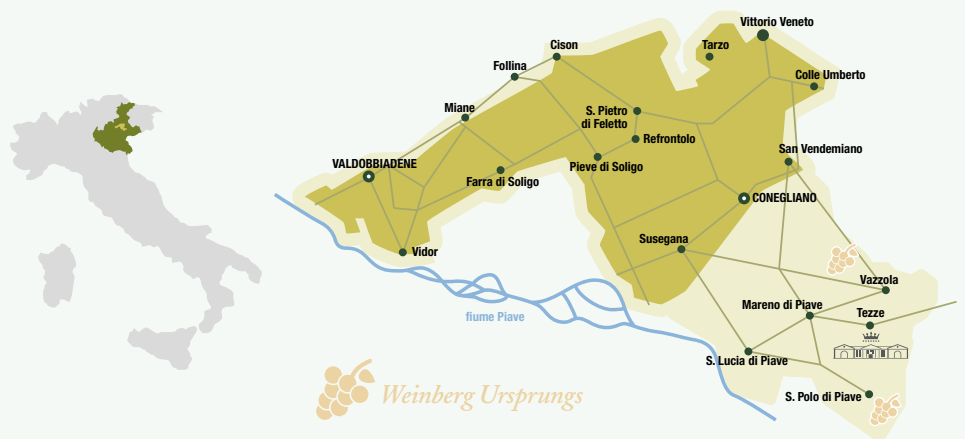 Vittorio Veneto
Cison
Tarzo
Follina
Colle Umberto
Miane
S. Pietro
di Feletto
Refrontolo
San Vendemiano
VALDOBBIADENE
Farra di Soligo
Pieve di Soligo
CONEGLIANO
Susegana
Vidor
Vazzola
Mareno di Piave
Tezze
fiume Piave
S. Lucia di Piave
S. Polo di Piave
Weinberg Ursprungs